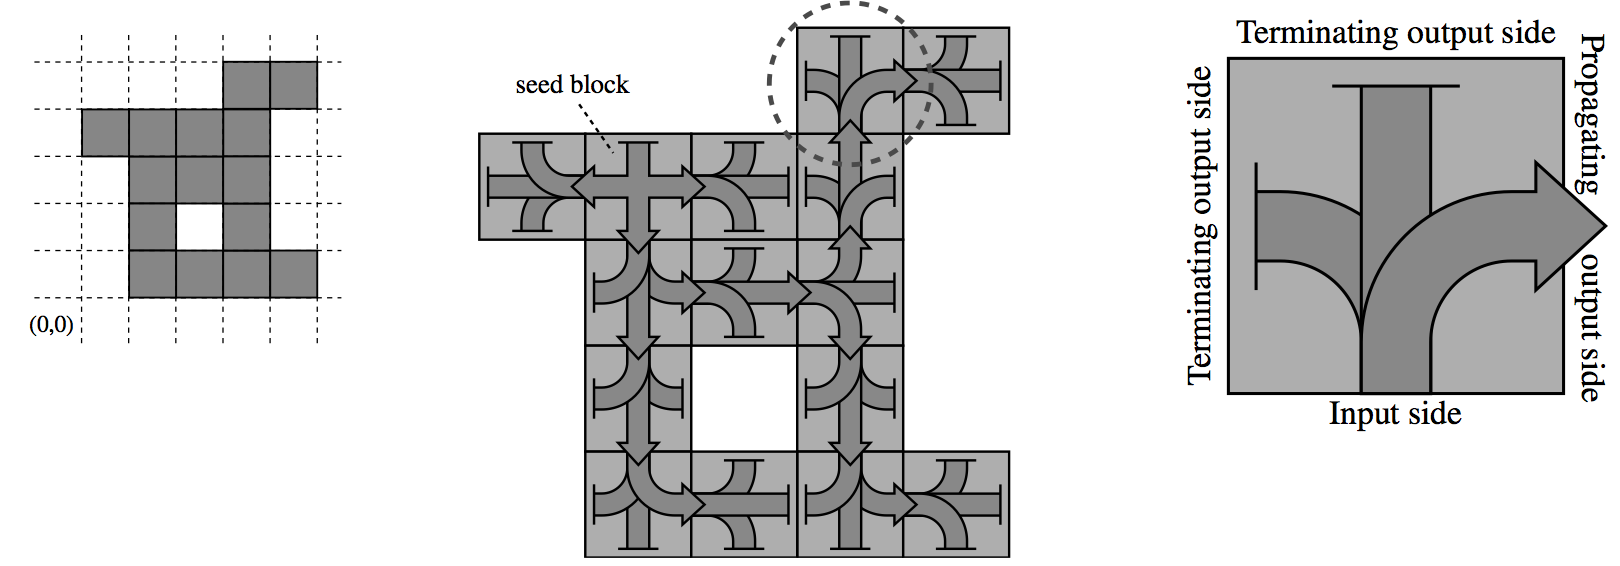 (0,0)
seed block
Terminating output side
Terminating output side
Propagating output side
Input side